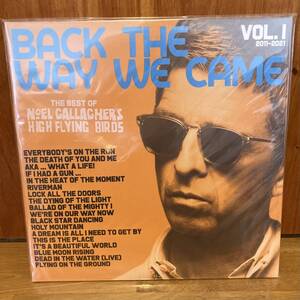 BACK THE
WAY WE CAME
VOL. 1
2011-2021
THE BEST OF
NOEL GALLAGHER'S
HIGH FLYING BIRDS
EVERYBODY'S ON THE RUN
THE DEATH OF YOU AND ME
AKA ... WHAT A LIFE!
IF I HAD A GUN ...
IN THE HEAT OF THE MOMENT
RIVERMAN
LOCK ALL THE DOORS
THE DYING OF THE LIGHT
BALLAD OF THE MIGHTY I
WE'RE ON OUR WAY NOW
BLACK STAR DANCING
HOLY MOUNTAIN
A DREAM IS ALL I NEED TO GET BY
THIS IS THE PLACE
IT'S A BEAUTIFUL WORLD
BLUE MOON RISING
DEAD IN THE WATER (LIVE)
FLYING ON THE GROUND